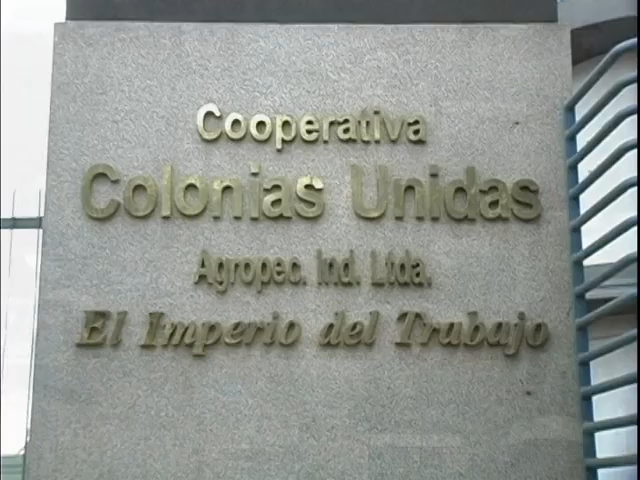 Cooperativa
Colonias Unidas
Agropec. Ind. Ltda.
El Imperio del Trabajo